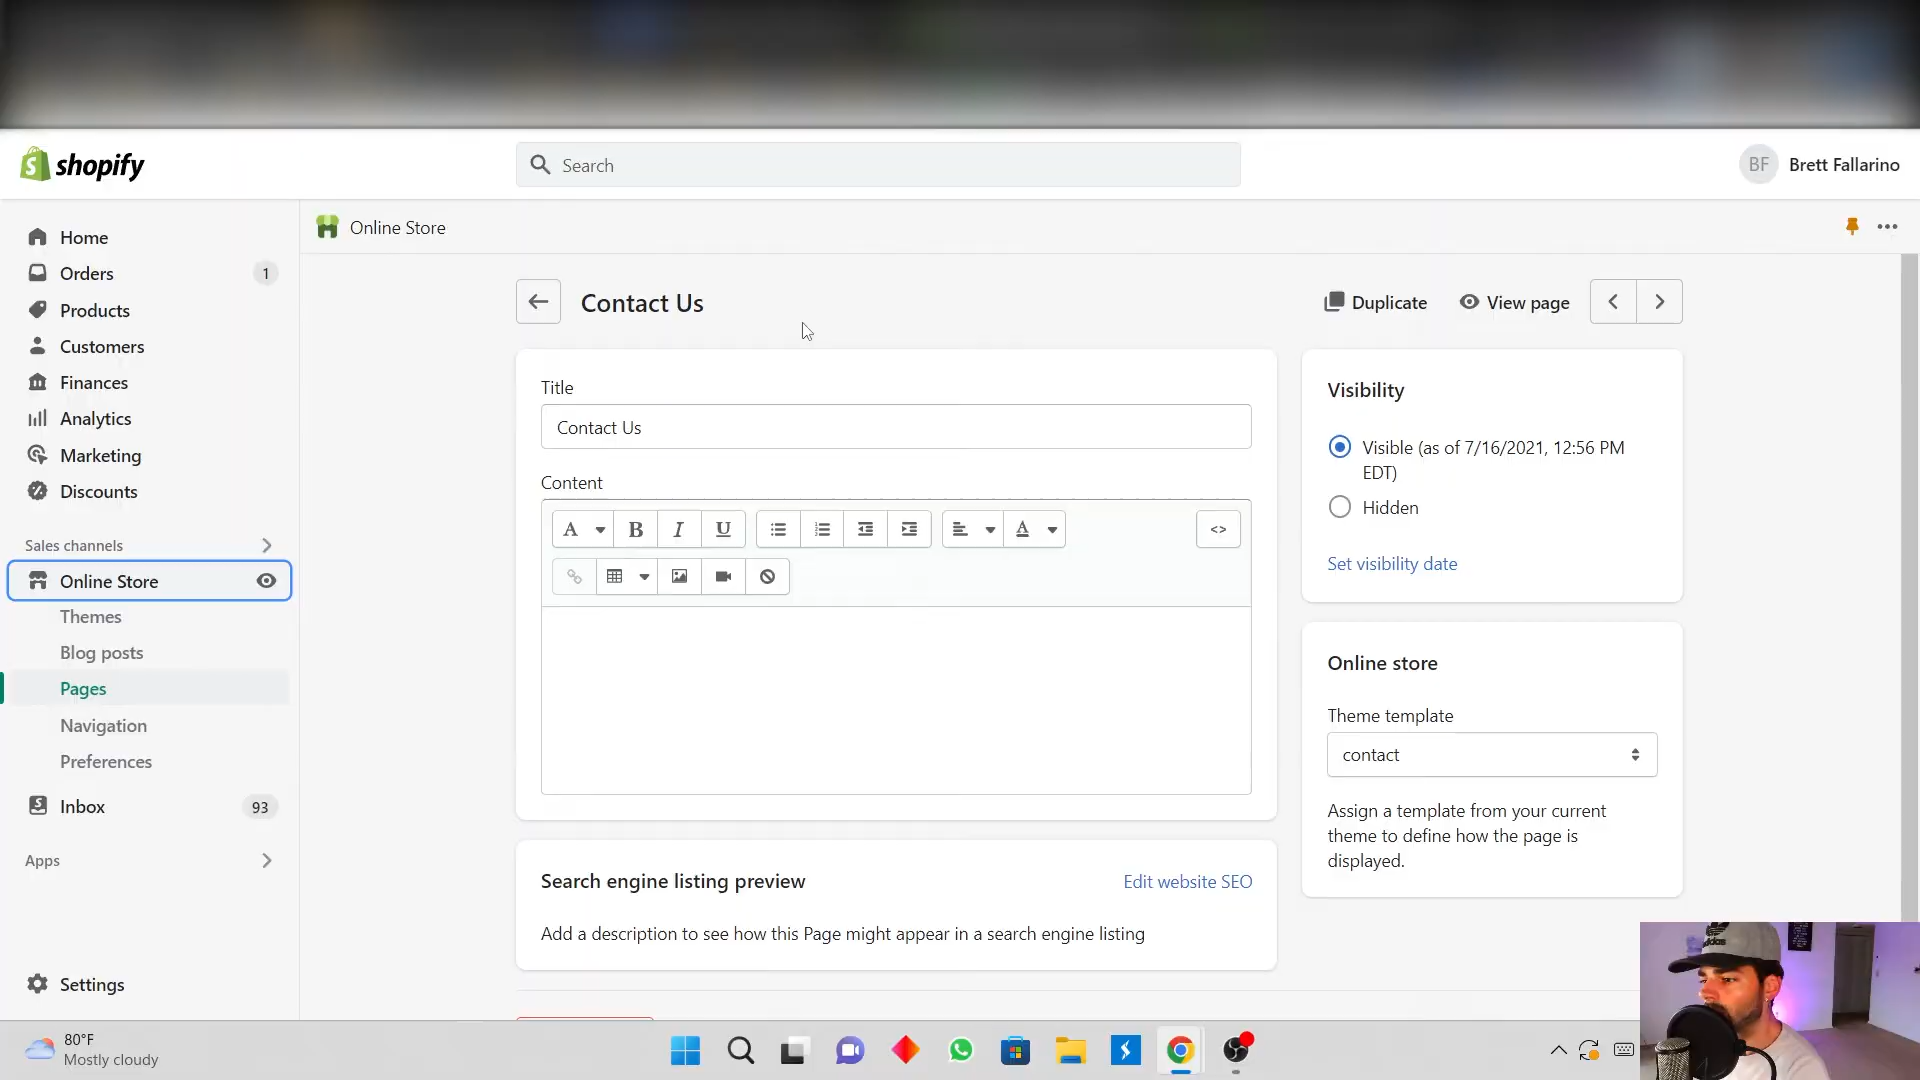 shopify
Search
BF
Brett Fallarino
Home
Orders
1
Products
Customers
Finances
Analytics
Marketing
Discounts
Sales channels
Online Store
Themes
Blog posts
Pages
Navigation
Preferences
Inbox
93
Apps
Settings
Online Store
Contact Us
Duplicate
View page
Title
Contact Us
Content
A
B
I
U
A
<>
Search engine listing preview
Edit website SEO
Add a description to see how this Page might appear in a search engine listing
Visibility
Visible (as of 7/16/2021, 12:56 PM
EDT)
Hidden
Set visibility date
Online store
Theme template
contact
Assign a template from your current
theme to define how the page is
displayed.
80°F
Mostly cloudy